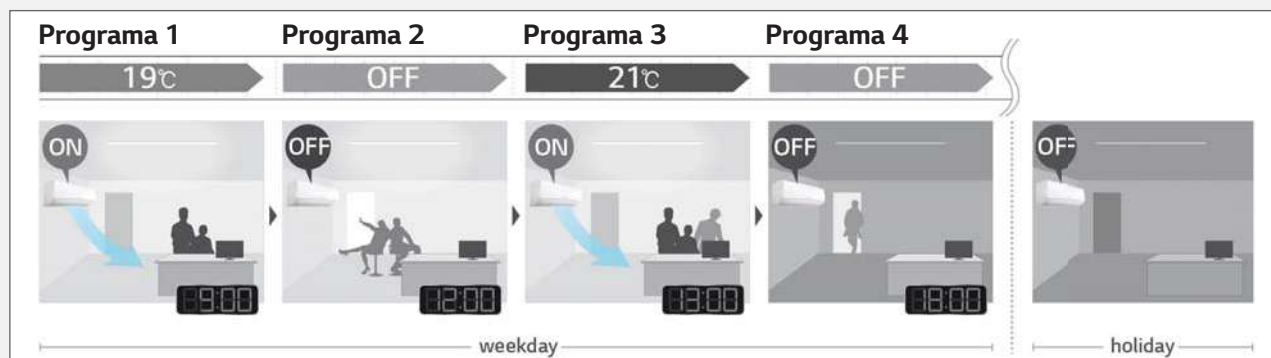 Programa 1 Programa 2 Programa 3 Programa 4
19℃ OFF 21℃ OFF
ON OFF ON OFF OFF
9:00 12:00 13:00 18:00
weekday holiday